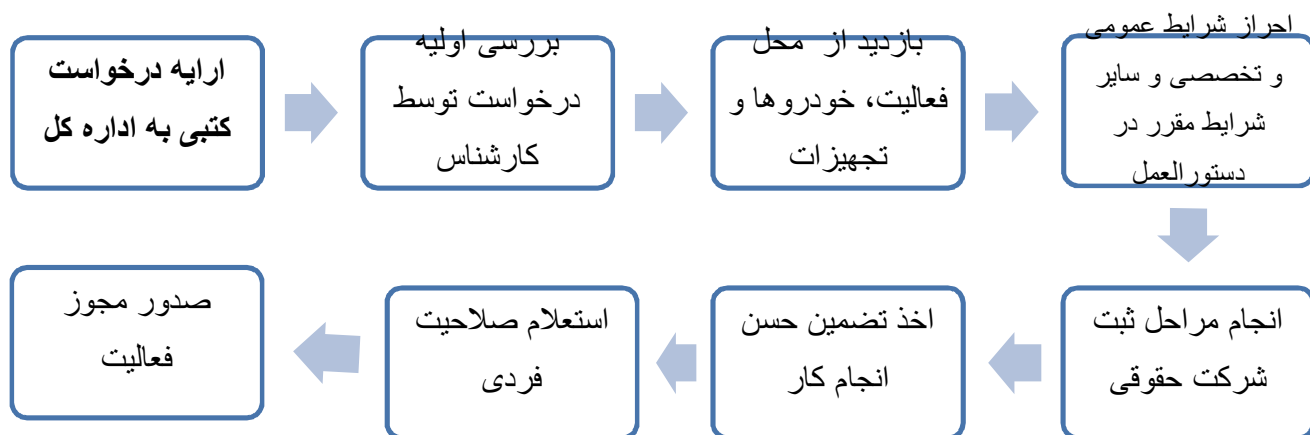 ارایه درخواست
کتبی به اداره کل
بررسی اولیه
درخواست توسط
کارشناس
بازدید از محل
فعالیت، خودروها و
تجهیزات
احراز شرایط عمومی
و تخصصی و سایر
شرایط مقرر در
دستورالعمل
انجام مراحل ثبت
شرکت حقوقی
اخذ تضمین حسن
انجام کار
استعلام صلاحیت
فردی
صدور مجوز
فعالیت